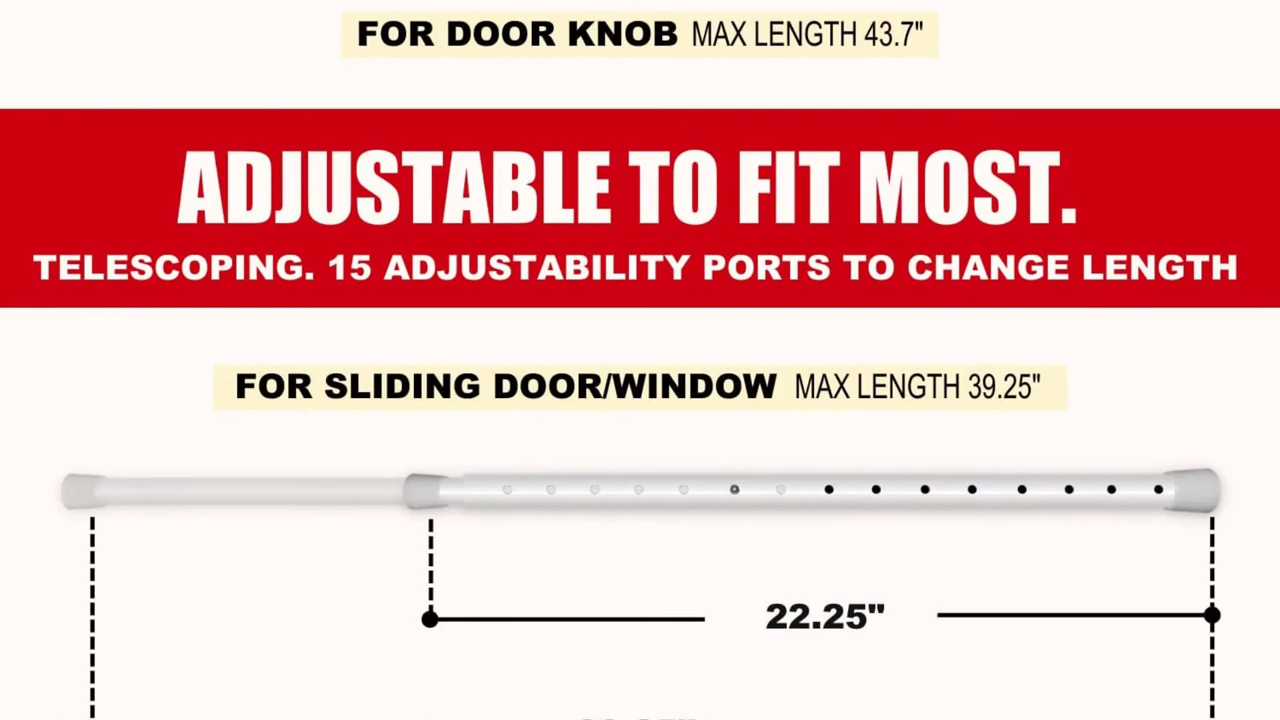 FOR DOOR KNOB MAX LENGTH 43.7"
ADJUSTABLE TO FIT MOST.
TELESCOPING. 15 ADJUSTABILITY PORTS TO CHANGE LENGTH
FOR SLIDING DOOR/WINDOW MAX LENGTH 39.25"
22.25"